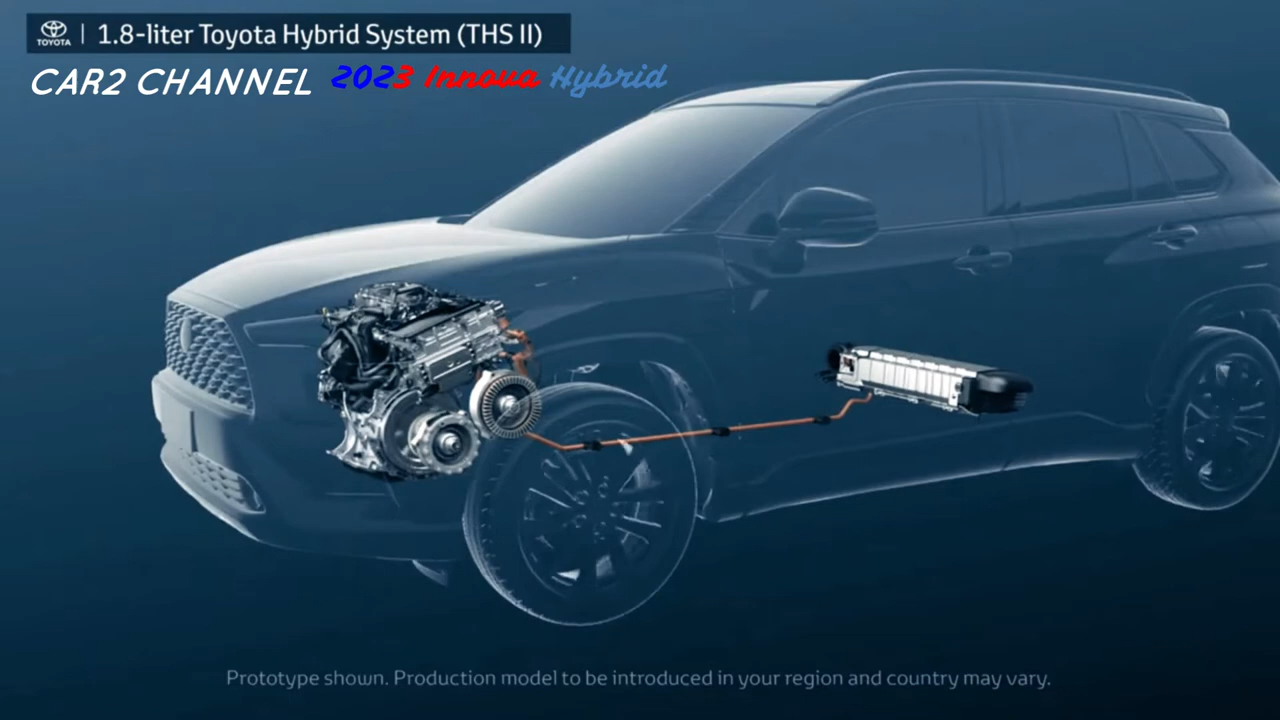 TOYOTA | 1.8-liter Toyota Hybrid System (THS II)
CAR2 CHANNEL 2023 Innova Hybrid
Prototype shown. Production model to be introduced in your region and country may vary.